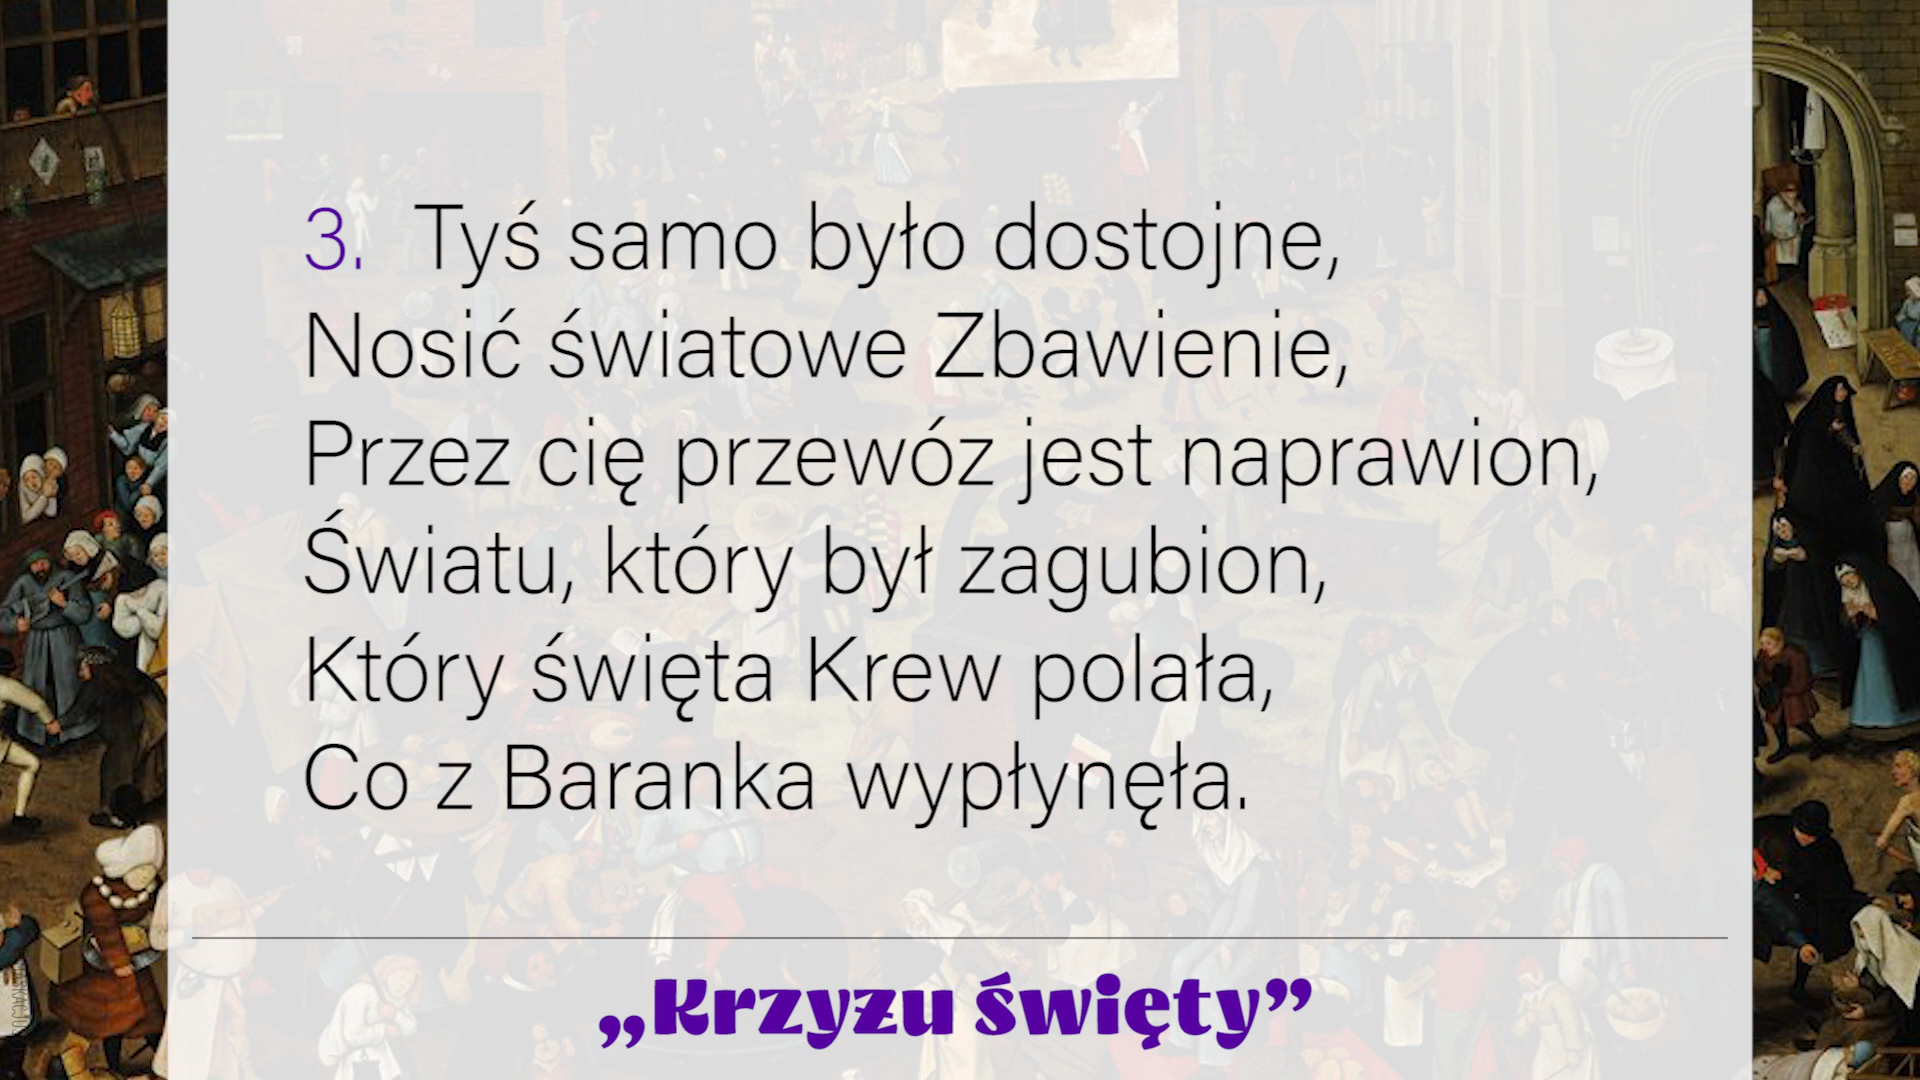 3. Tyś samo było dostojne,
Nosić światowe Zbawienie,
Przez cię przewóz jest naprawion,
Światu, który był zagubion,
Który święta Krew polała,
Co z Baranka wypłynęła.
„Krzyzu święty”